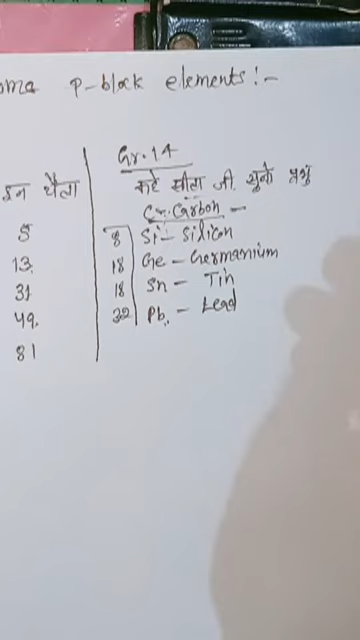 P-block elements:-
Gr. 14
इन थैला
काटे सीता जी. सुके प्रभु
C - Carbon -
5
8 Si - Silicon
13.
18 Ge - Germanium
31
18 Sn - Tin
49.
32 Pb - Lead
81